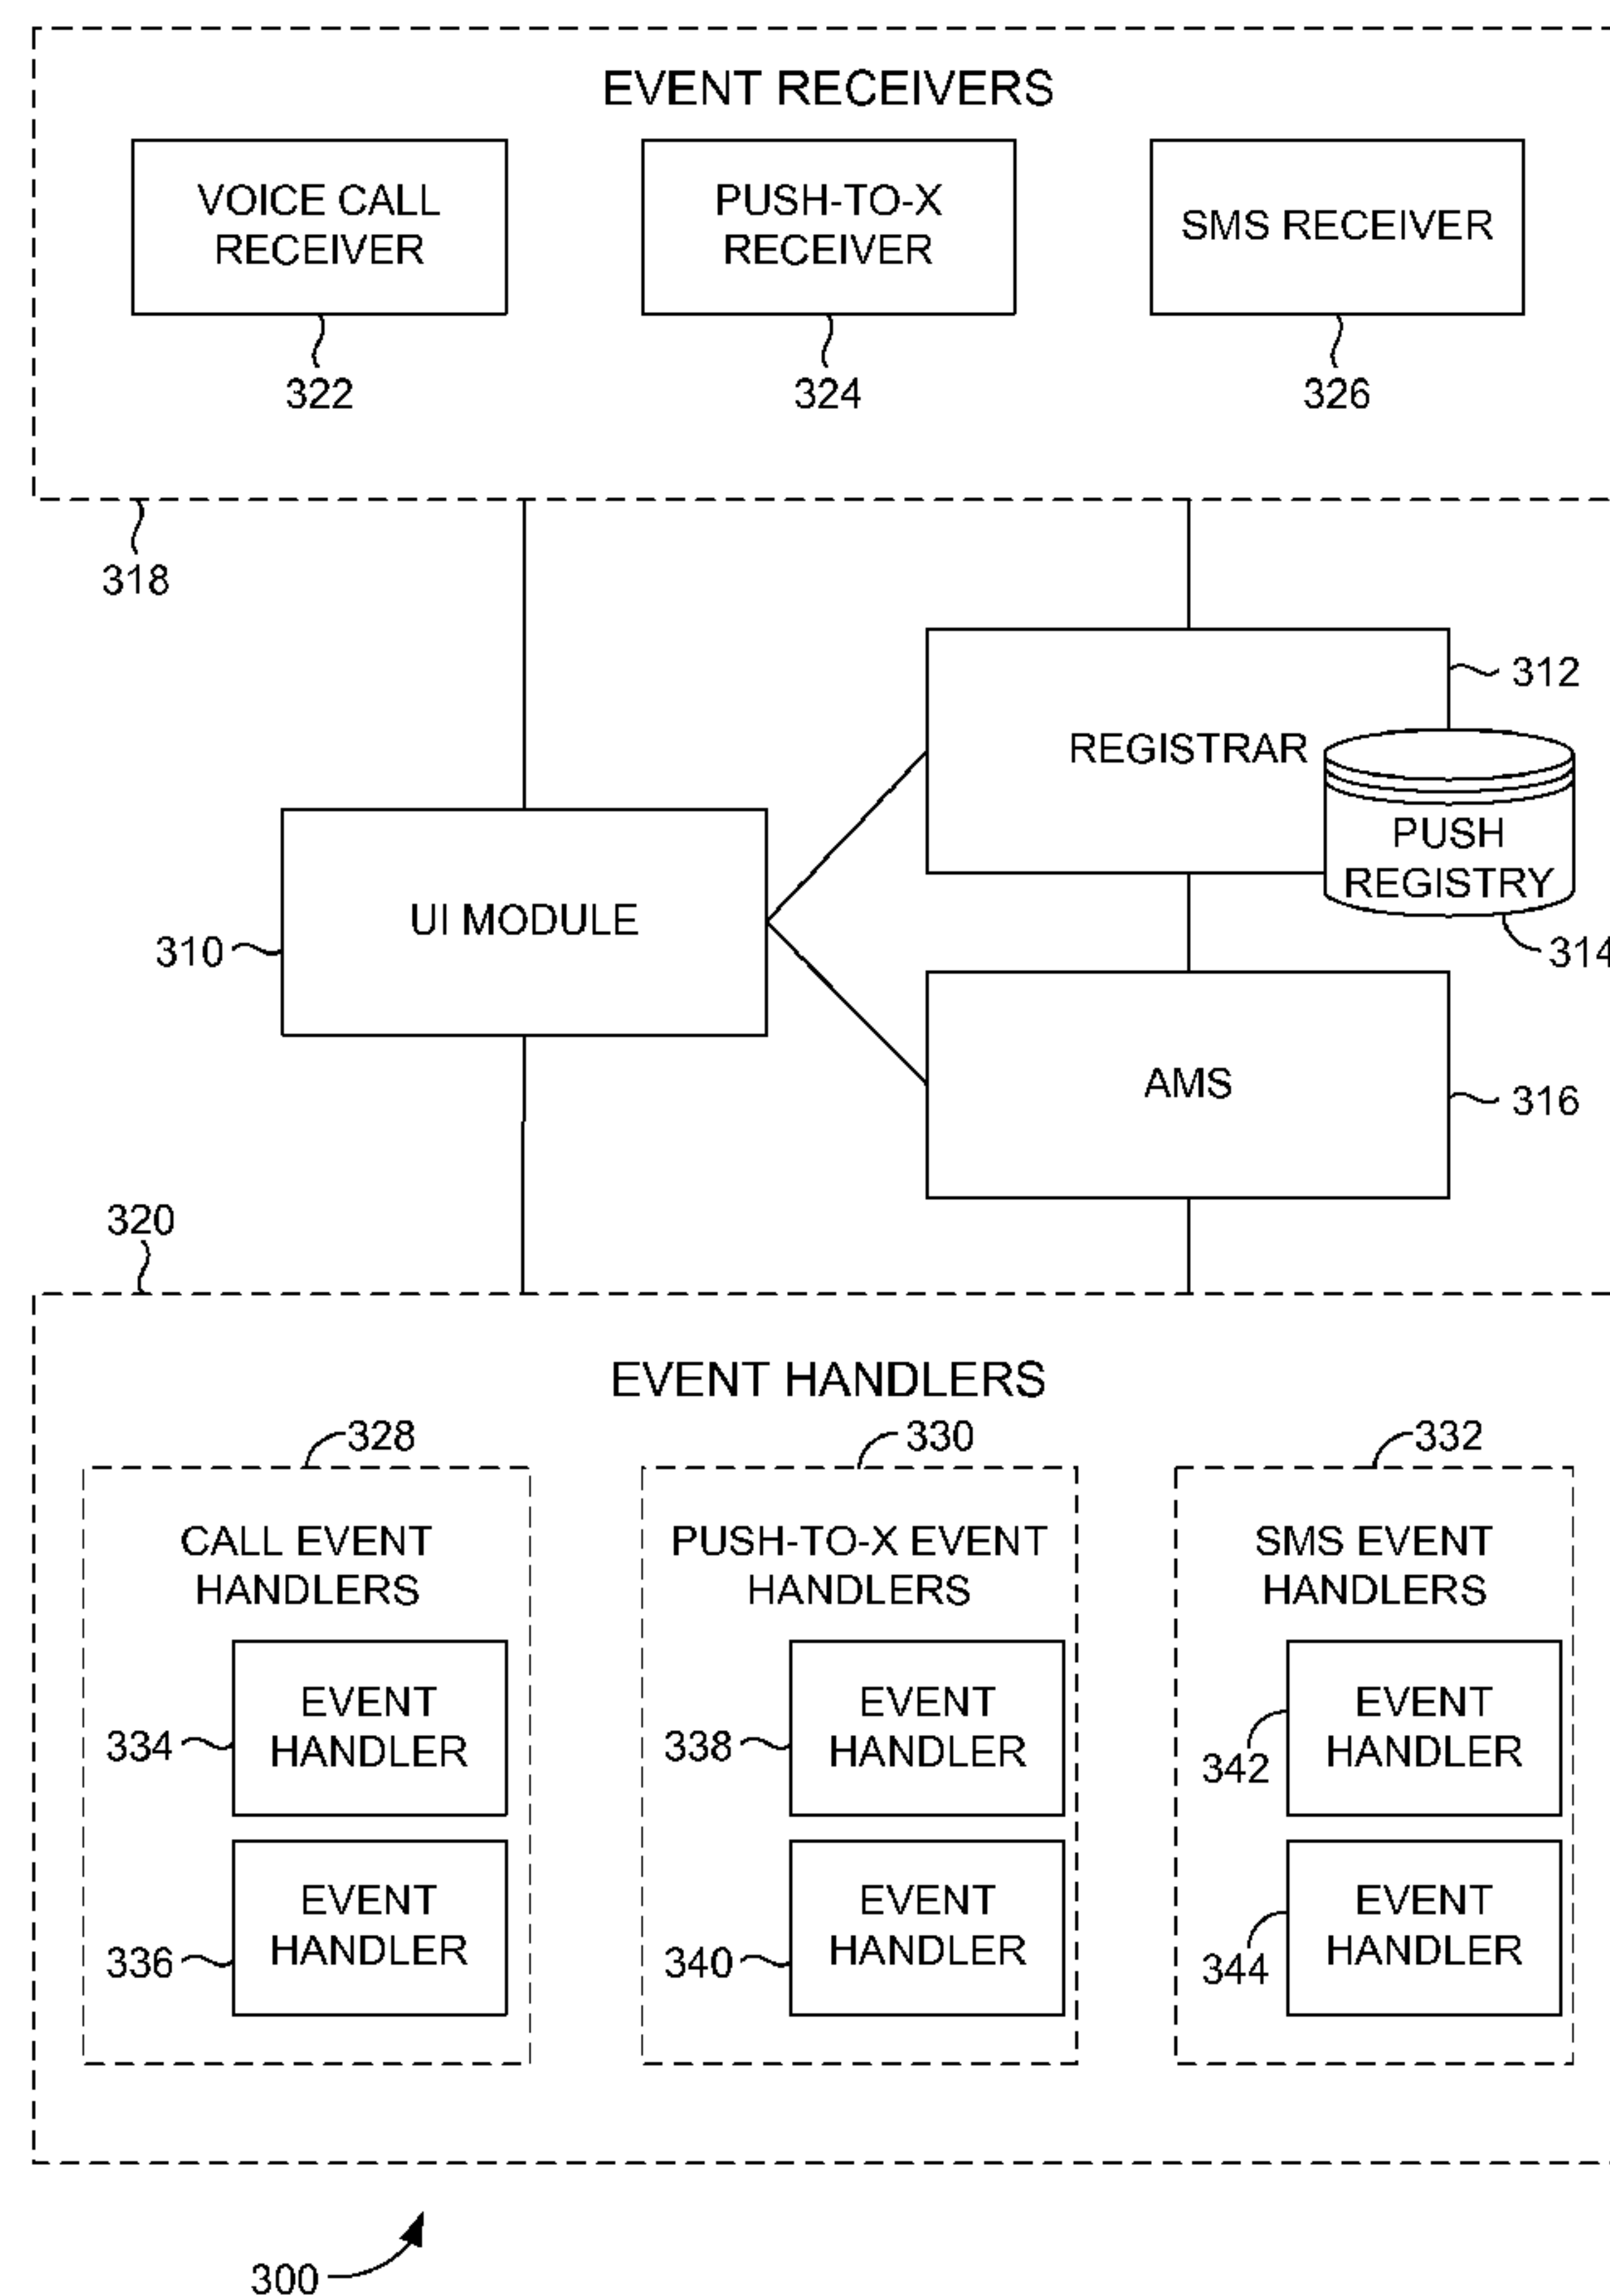 EVENT RECEIVERS
VOICE CALL
RECEIVER
PUSH-TO-X
RECEIVER
SMS RECEIVER
322
324
326
318
312
REGISTRAR
PUSH
REGISTRY
UI MODULE
310
314
AMS
316
320
EVENT HANDLERS
328
330
332
CALL EVENT
HANDLERS
PUSH-TO-X EVENT
HANDLERS
SMS EVENT
HANDLERS
EVENT
HANDLER
334
EVENT
HANDLER
338
EVENT
HANDLER
342
EVENT
HANDLER
336
EVENT
HANDLER
340
EVENT
HANDLER
344
300